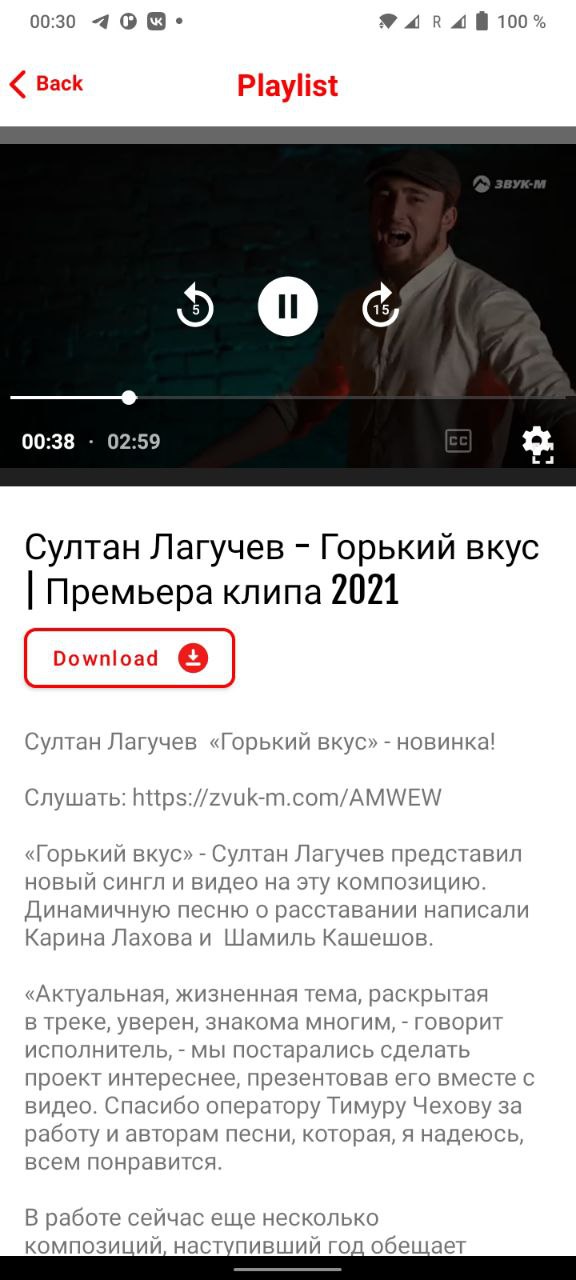 00:30
R
100 %
Back
Playlist
ЗВУК-М
5
15
00:38 · 02:59
CC
Султан Лагучев - Горький вкус
| Премьера клипа 2021
Download
Султан Лагучев  «Горький вкус» - новинка!
Слушать: https://zvuk-m.com/AMWEW
«Горький вкус» - Султан Лагучев представил
новый сингл и видео на эту композицию.
Динамичную песню о расставании написали
Карина Лахова и  Шамиль Кашешов.
«Актуальная, жизненная тема, раскрытая
в треке, уверен, знакома многим, - говорит
исполнитель, - мы постарались сделать
проект интереснее, презентовав его вместе с
видео. Спасибо оператору Тимуру Чехову за
работу и авторам песни, которая, я надеюсь,
всем понравится.
В работе сейчас еще несколько
композиций, наступивший год обещает